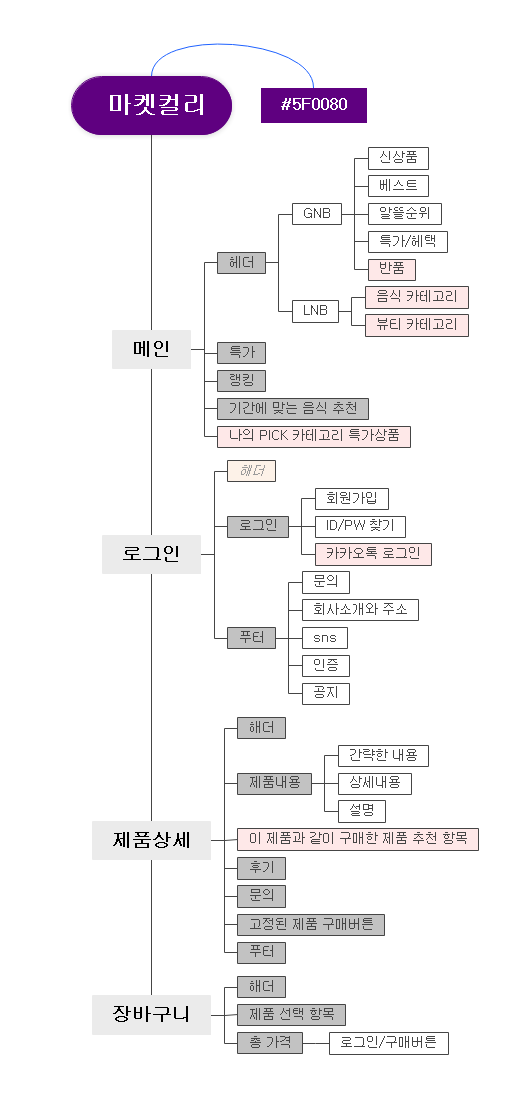 마켓컬리
#5F0080
메인
헤더
GNB
신상품
베스트
알뜰순위
특가/헤택
반품
LNB
음식 카테고리
뷰티 카테고리
특가
랭킹
기간에 맞는 음식 추천
나의 PICK 카테고리 특가상품
로그인
해더
로그인
회원가입
ID/PW 찾기
카카오톡 로그인
푸터
문의
회사소개와 주소
sns
인증
공지
제품상세
해더
제품내용
간략한 내용
상세내용
설명
이 제품과 같이 구매한 제품 추천 항목
후기
문의
고정된 제품 구매버튼
푸터
장바구니
해더
제품 선택 항목
총 가격
로그인/구매버튼